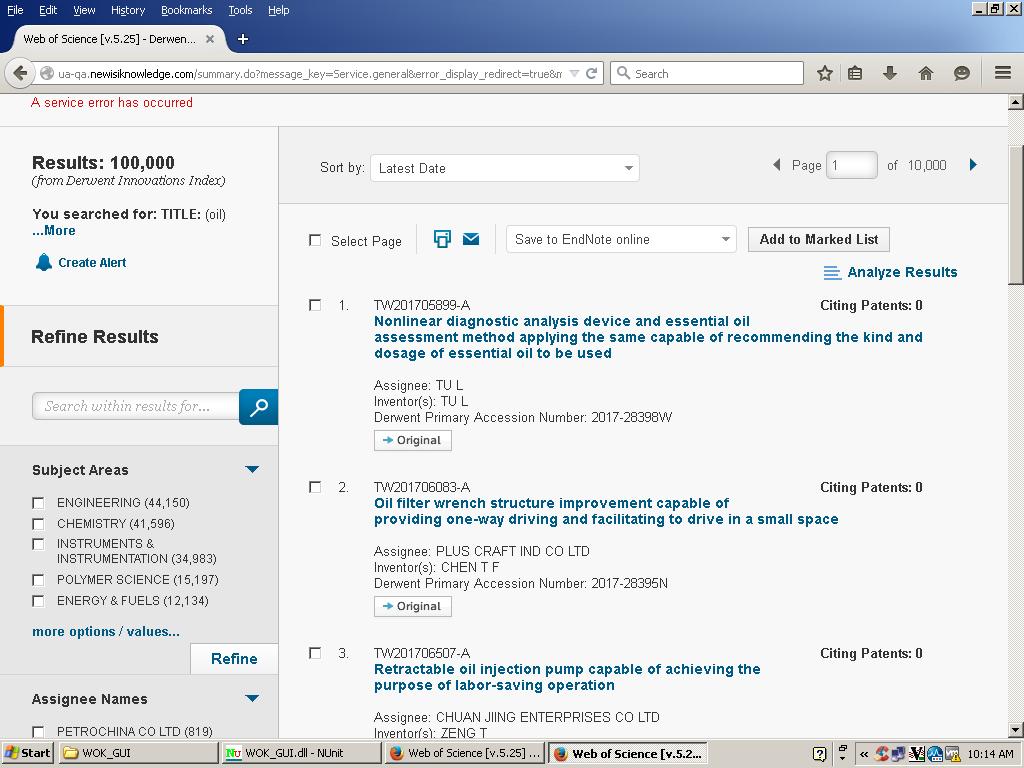 File Edit View History Bookmarks Tools Help
Web of Science [v.5.25] - Derwen...
ua-qa.newisiknowledge.com/summary.do?message_key=Service.general&error_display_redirect=true&m
Search
A service error has occurred
Results: 100,000
(from Derwent Innovations Index)
You searched for: TITLE: (oil)
...More
Create Alert
Refine Results
Search within results for...
Subject Areas
ENGINEERING (44,150)
CHEMISTRY (41,596)
INSTRUMENTS &
INSTRUMENTATION (34,983)
POLYMER SCIENCE (15,197)
ENERGY & FUELS (12,134)
more options / values...
Refine
Assignee Names
PETROCHINA CO LTD (819)
Sort by: Latest Date
Page 1 of 10,000
Select Page
Save to EndNote online
Add to Marked List
Analyze Results
1. TW201705899-A Citing Patents: 0
Nonlinear diagnostic analysis device and essential oil
assessment method applying the same capable of recommending the kind and
dosage of essential oil to be used
Assignee: TU L
Inventor(s): TU L
Derwent Primary Accession Number: 2017-28398W
Original
2. TW201706083-A Citing Patents: 0
Oil filter wrench structure improvement capable of
providing one-way driving and facilitating to drive in a small space
Assignee: PLUS CRAFT IND CO LTD
Inventor(s): CHEN T F
Derwent Primary Accession Number: 2017-28395N
Original
3. TW201706507-A Citing Patents: 0
Retractable oil injection pump capable of achieving the
purpose of labor-saving operation
Assignee: CHUAN JIING ENTERPRISES CO LTD
Inventor(s): ZENG T
Start WOK_GUI WOK_GUI.dll - NUnit Web of Science [v.5.25] ... Web of Science [v.5.2... 10:14 AM